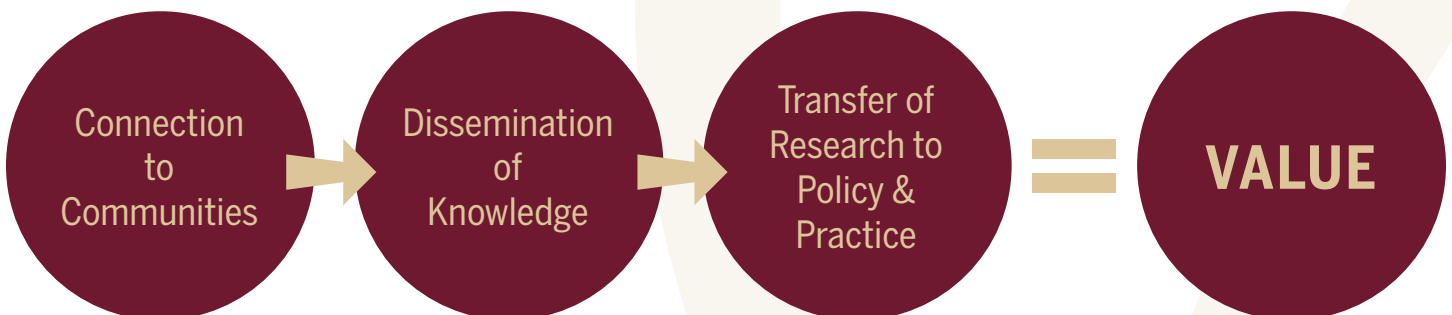 Connection
to
Communities
Dissemination
of
Knowledge
Transfer of
Research to
Policy &
Practice
VALUE